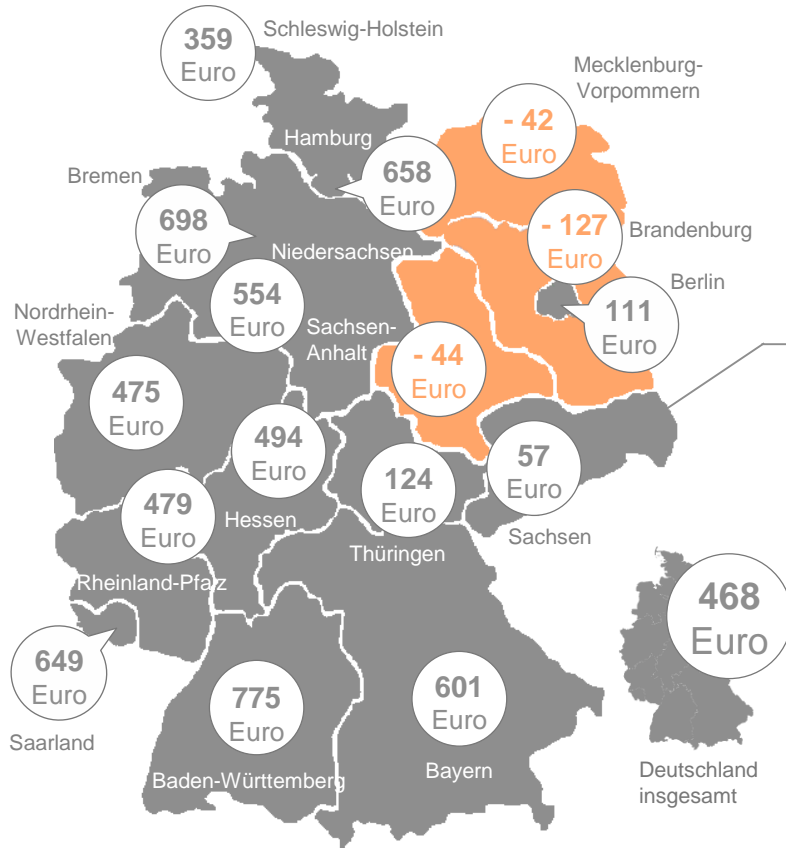 359
Euro
Schleswig-Holstein
Mecklenburg-
Vorpommern
- 42
Euro
Hamburg
658
Euro
Bremen
698
Euro
Niedersachsen
- 127
Euro
Brandenburg
Berlin
111
Euro
554
Euro
Nordrhein-
Westfalen
Sachsen-
Anhalt
- 44
Euro
475
Euro
494
Euro
Hessen
479
Euro
Rheinland-Pfalz
124
Euro
Thüringen
57
Euro
Sachsen
649
Euro
Saarland
775
Euro
Baden-Württemberg
601
Euro
Bayern
468
Euro
Deutschland
insgesamt